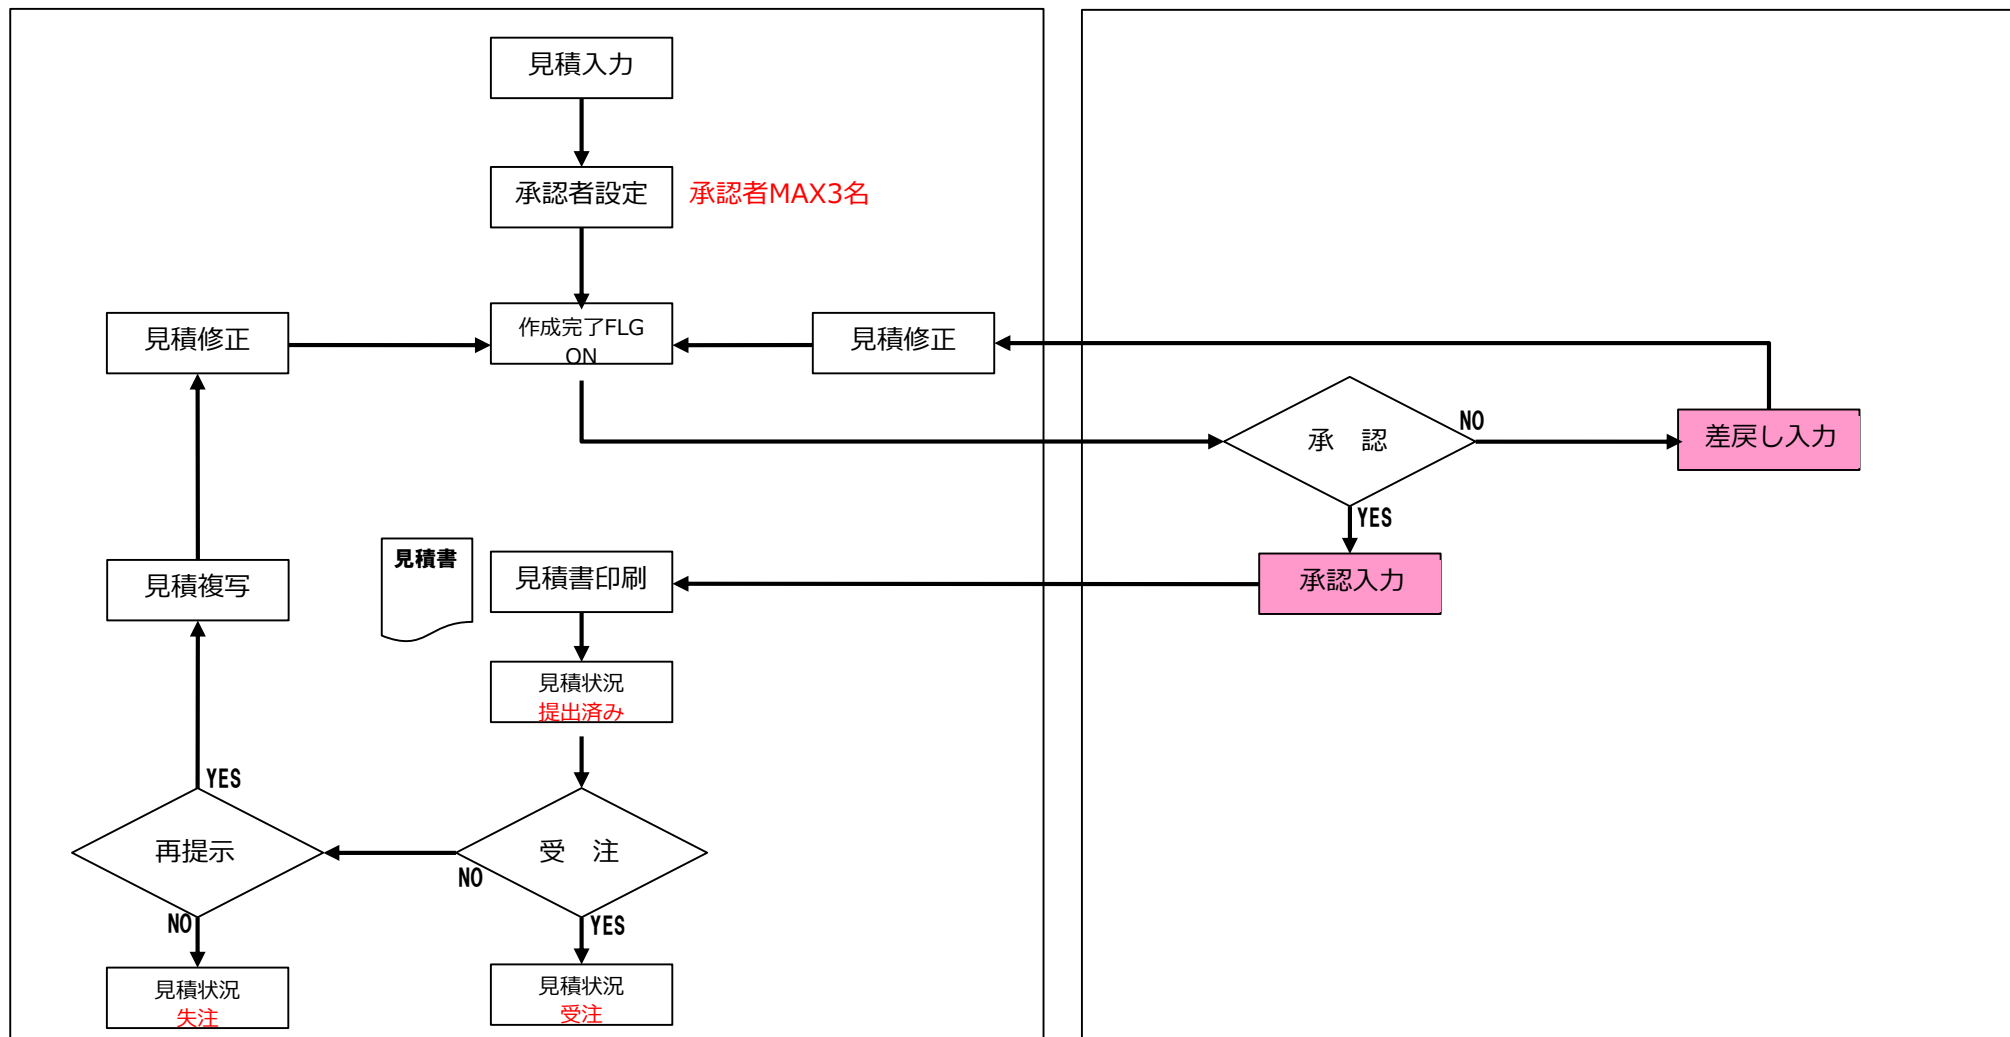 見積入力
承認者設定
承認者MAX3名
見積修正
作成完了FLG
ON
見積修正
承　認
NO
差戻し入力
YES
見積書
見積書印刷
承認入力
見積複写
見積状況
提出済み
YES
再提示
受　注
NO
NO
YES
見積状況
失注
見積状況
受注